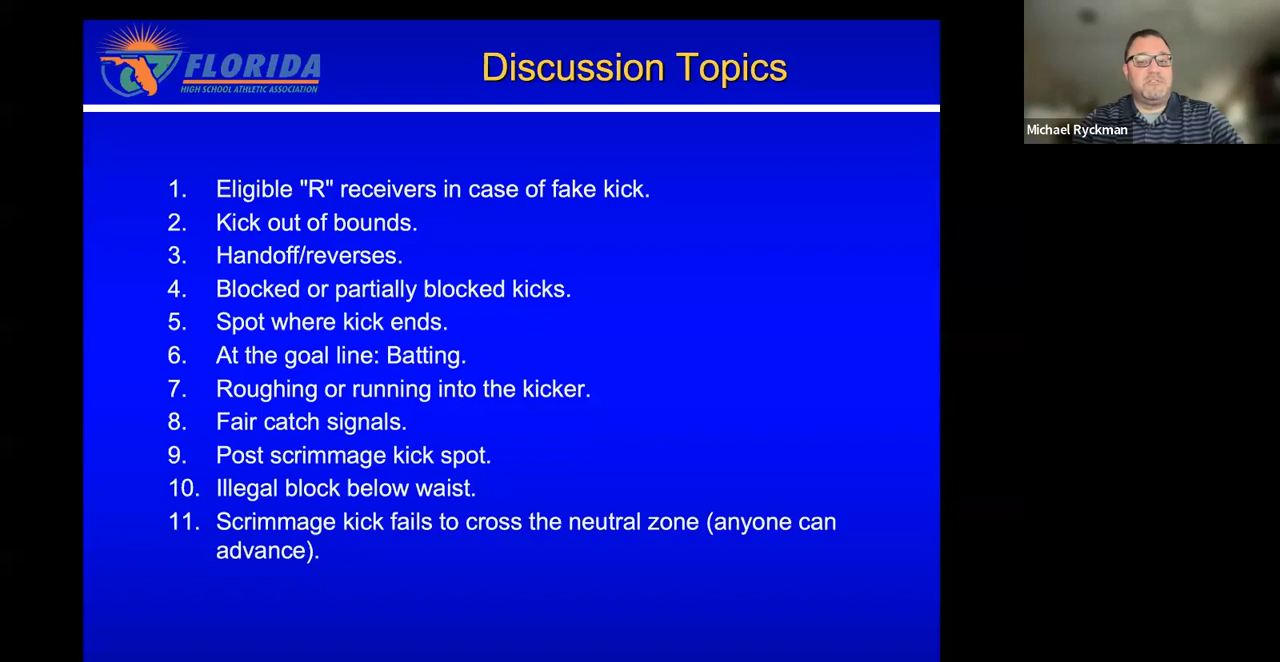 FLORIDA
HIGH SCHOOL ATHLETIC ASSOCIATION
Discussion Topics
Michael Ryckman
1. Eligible "R" receivers in case of fake kick.
2. Kick out of bounds.
3. Handoff/reverses.
4. Blocked or partially blocked kicks.
5. Spot where kick ends.
6. At the goal line: Batting.
7. Roughing or running into the kicker.
8. Fair catch signals.
9. Post scrimmage kick spot.
10. Illegal block below waist.
11. Scrimmage kick fails to cross the neutral zone (anyone can
advance).